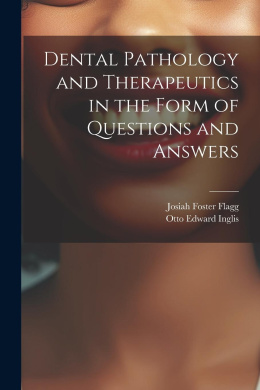 Dental Pathology
and Therapeutics
in the Form of
Questions and
Answers
Josiah Foster Flagg
Otto Edward Inglis